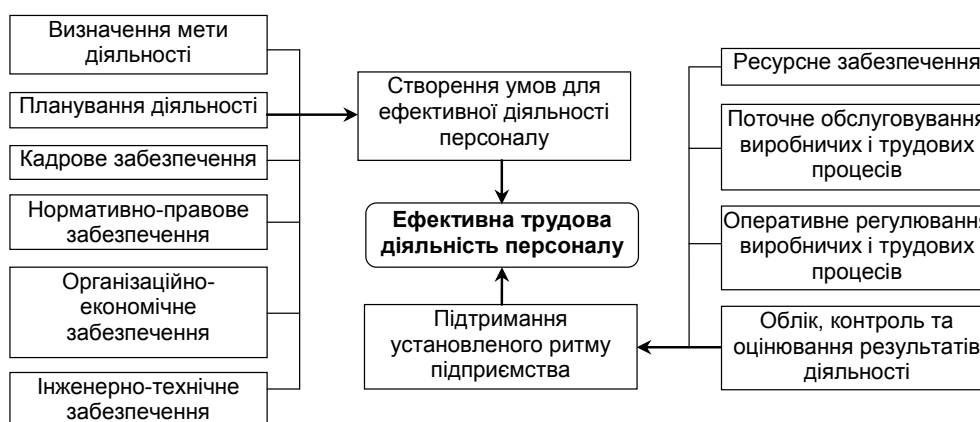 Визначення мети
діяльності
Планування діяльності
Кадрове забезпечення
Нормативно-правове
забезпечення
Організаційно-
економічне
забезпечення
Інженерно-технічне
забезпечення
Створення умов для
ефективної діяльності
персоналу
Ефективна трудова
діяльність персоналу
Підтримання
установленого ритму
підприємства
Ресурсне забезпечення
Поточне обслуговування
виробничих і трудових
процесів
Оперативне регулювання
виробничих і трудових
процесів
Облік, контроль та
оцінювання результатів
діяльності